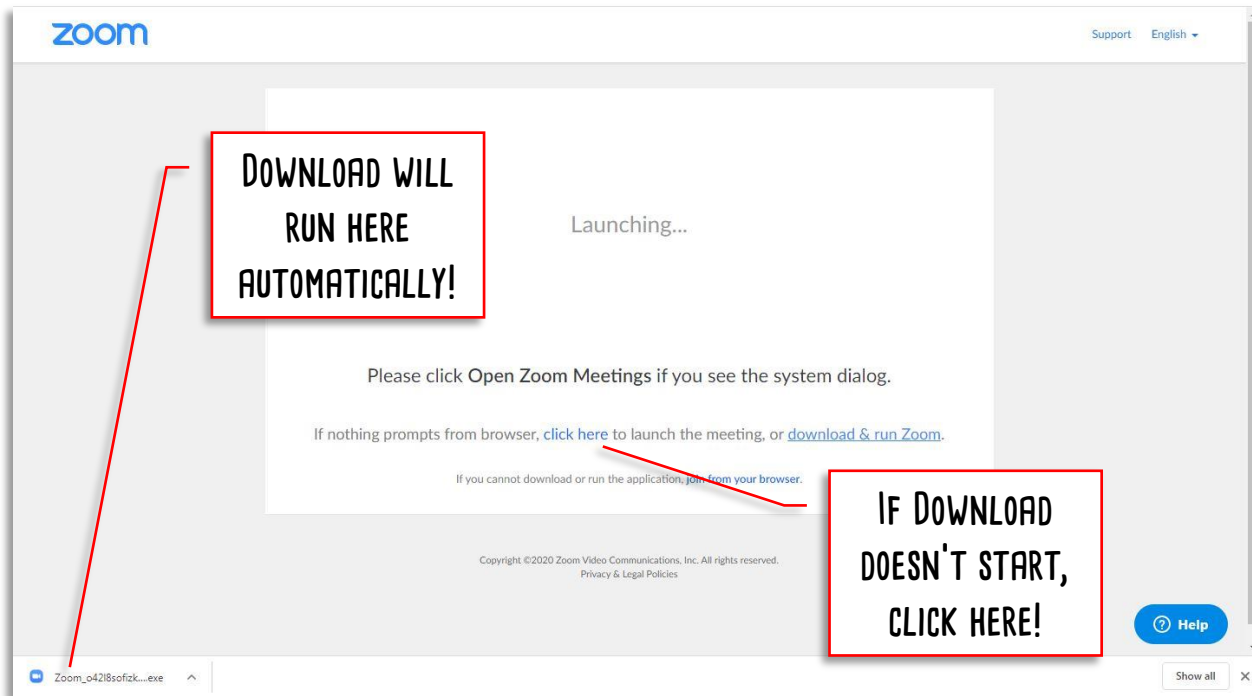 zoom
Support English
Download will
run here
automatically!
Launching...
Please click Open Zoom Meetings if you see the system dialog.
If nothing prompts from browser, click here to launch the meeting, or download & run Zoom.
If you cannot download or run the application, join from your browser.
If Download
doesn't start,
click here!
Copyright ©2020 Zoom Video Communications, Inc. All rights reserved.
Privacy & Legal Policies
Help
Zoom_o42l8sofizk....exe
Show all